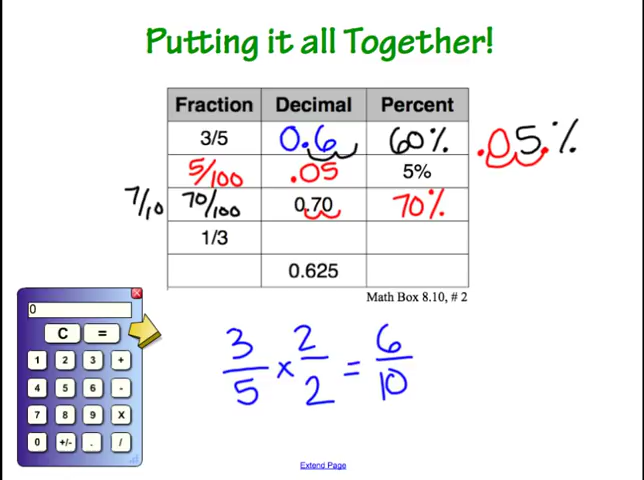 Putting it all Together!
Fraction Decimal Percent
3/5 0.6 60% .05.%
5/100 .05 5%
7/10 70/100 0.70 70%
1/3
0.625
Math Box 8.10, # 2
0
C =
1 2 3 +
4 5 6 -
7 8 9 X
0 +/- . /
3/5 × 2/2 = 6/10
Extend Page